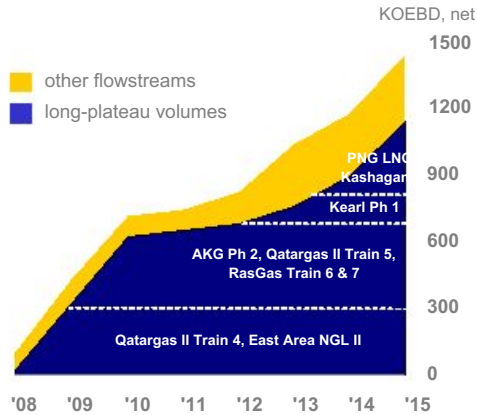 KOEBD, net
1500
other flowstreams
long-plateau volumes
1200
PNG LNG
900
Kashagan
Kearl Ph 1
600
AKG Ph 2, Qatargas II Train 5,
RasGas Train 6 & 7
300
Qatargas II Train 4, East Area NGL II
0
'08 '09 '10 '11 '12 '13 '14 '15